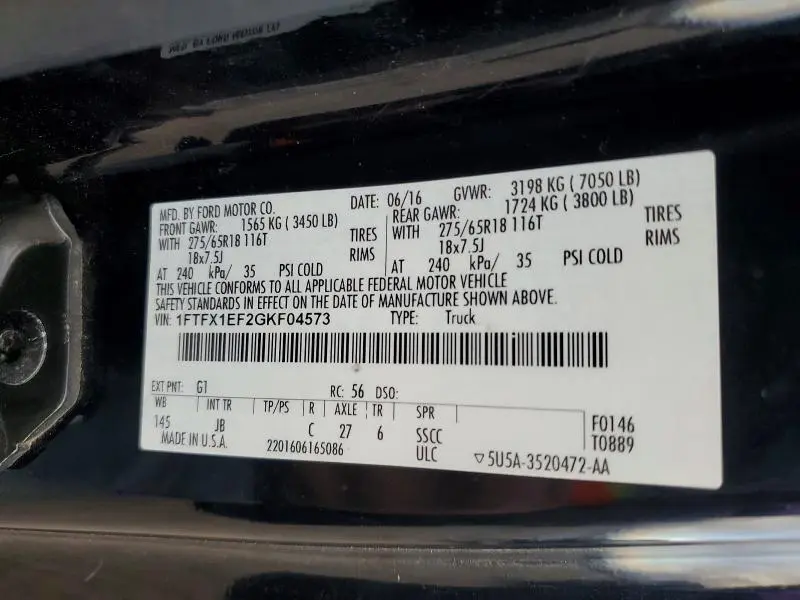 MFD. BY FORD MOTOR CO. DATE: 06/16 GVWR: 3198 KG ( 7050 LB)
FRONT GAWR: 1565 KG ( 3450 LB) REAR GAWR: 1724 KG ( 3800 LB)
WITH 275/65R18 116T TIRES WITH 275/65R18 116T TIRES
18x7.5J RIMS 18x7.5J RIMS
AT 240 kPa/ 35 PSI COLD AT 240 kPa/ 35 PSI COLD
THIS VEHICLE CONFORMS TO ALL APPLICABLE FEDERAL MOTOR VEHICLE
SAFETY STANDARDS IN EFFECT ON THE DATE OF MANUFACTURE SHOWN ABOVE.
VIN: 1FTFX1EF2GKF04573 TYPE: Truck
EXT PNT: G1 RC: 56 DSO:
WB INT TR TP/PS R AXLE TR SPR
145 JB C 27 6 SSCC F0146
MADE IN U.S.A. 2201606165086 ULC T0889
▽5U5A-3520472-AA